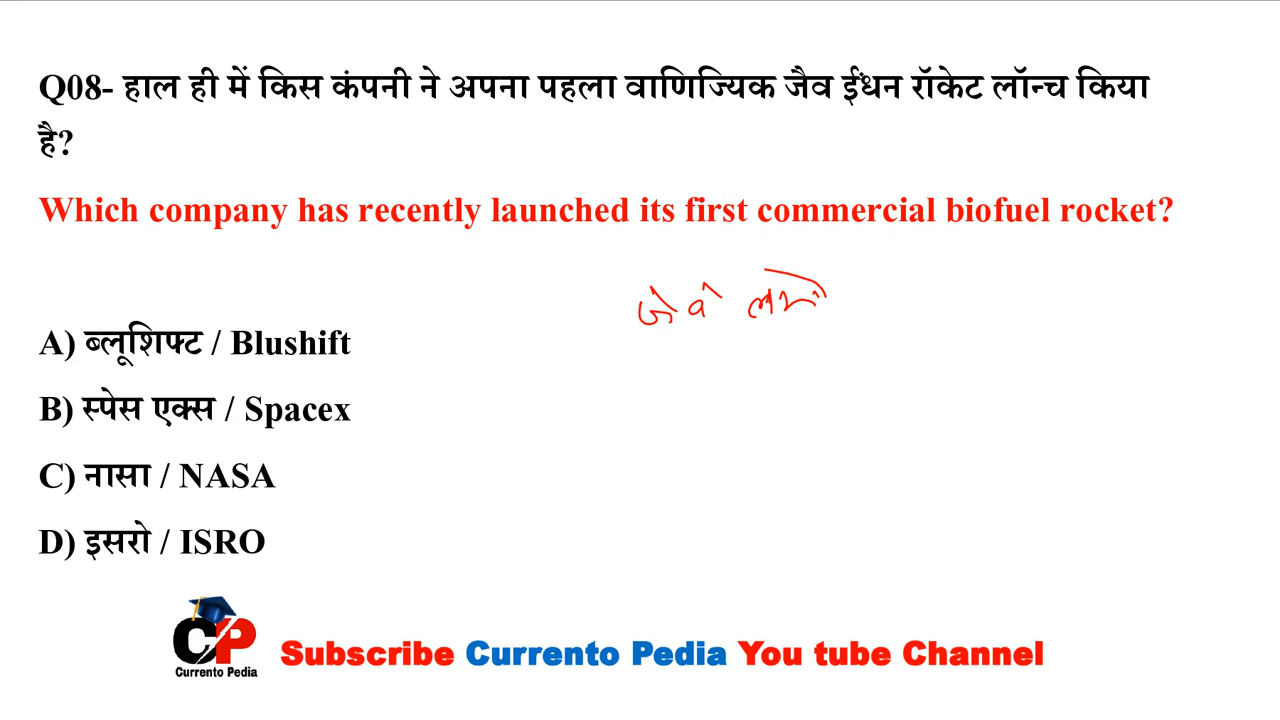 Q08- हाल ही में किस कंपनी ने अपना पहला वाणिज्यिक जैव ईंधन रॉकेट लॉन्च किया
है?
Which company has recently launched its first commercial biofuel rocket?
A) ब्लूशिफ्ट / Blushift
B) स्पेस एक्स / Spacex
C) नासा / NASA
D) इसरो / ISRO
CP
Currento Pedia
Subscribe Currento Pedia You tube Channel